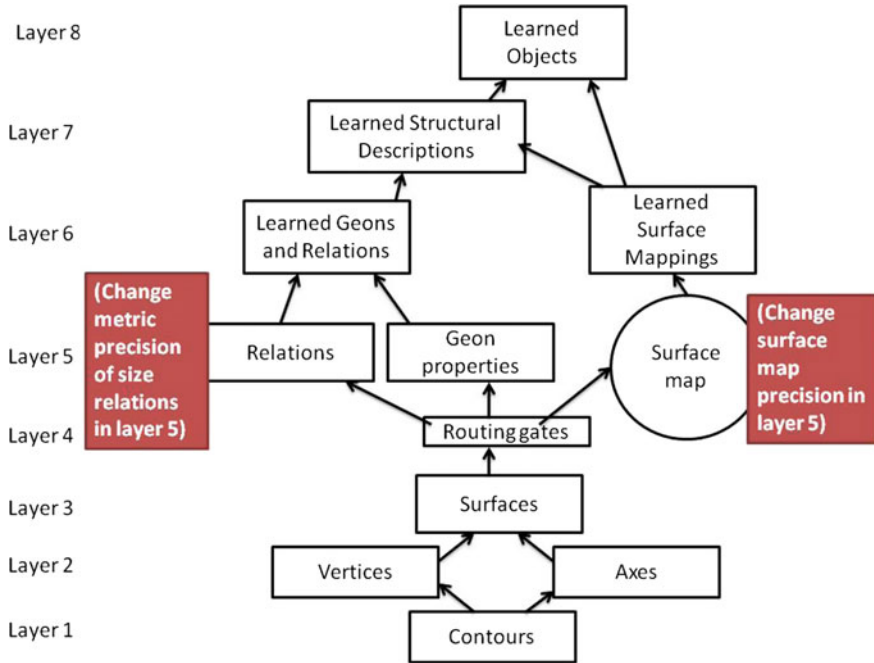 Layer 8
Learned
Objects
Layer 7
Learned Structural
Descriptions
Layer 6
Learned Geons
and Relations
Learned
Surface
Mappings
(Change
metric
precision
of size
relations
in layer 5)
Layer 5
Relations
Geon
properties
Surface
map
(Change
surface
map
precision in
layer 5)
Layer 4
Routing gates
Layer 3
Surfaces
Layer 2
Vertices
Axes
Layer 1
Contours